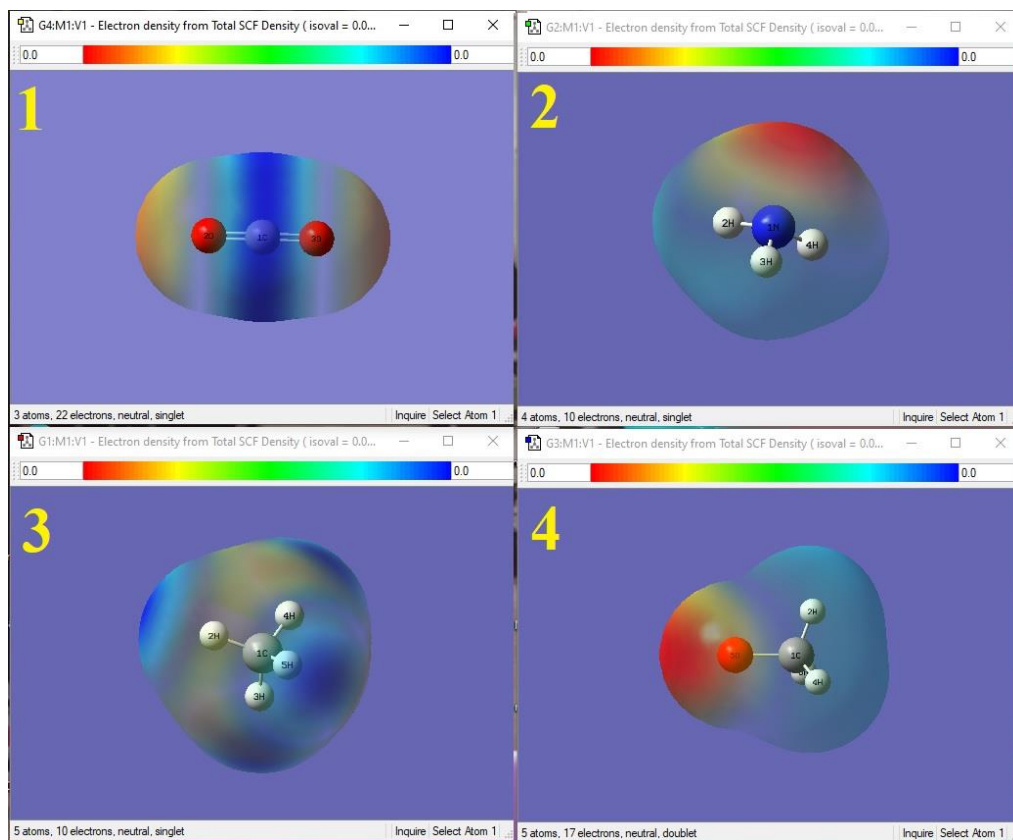 G4:M1:V1 - Electron density from Total SCF Density ( isoval = 0.0...
0.0 0.0
1
2O 1C 3O
3 atoms, 22 electrons, neutral, singlet Inquire Select Atom 1
G2:M1:V1 - Electron density from Total SCF Density ( isoval = 0.0...
0.0 0.0
2
2H 1N 4H
3H
4 atoms, 10 electrons, neutral, singlet Inquire Select Atom 1
G1:M1:V1 - Electron density from Total SCF Density ( isoval = 0.0...
0.0 0.0
3
4H
2H
1C
5H
3H
5 atoms, 10 electrons, neutral, singlet Inquire Select Atom 1
G3:M1:V1 - Electron density from Total SCF Density ( isoval = 0.0...
0.0 0.0
4
2H
1C
4H
5 atoms, 17 electrons, neutral, doublet Inquire Select Atom 1